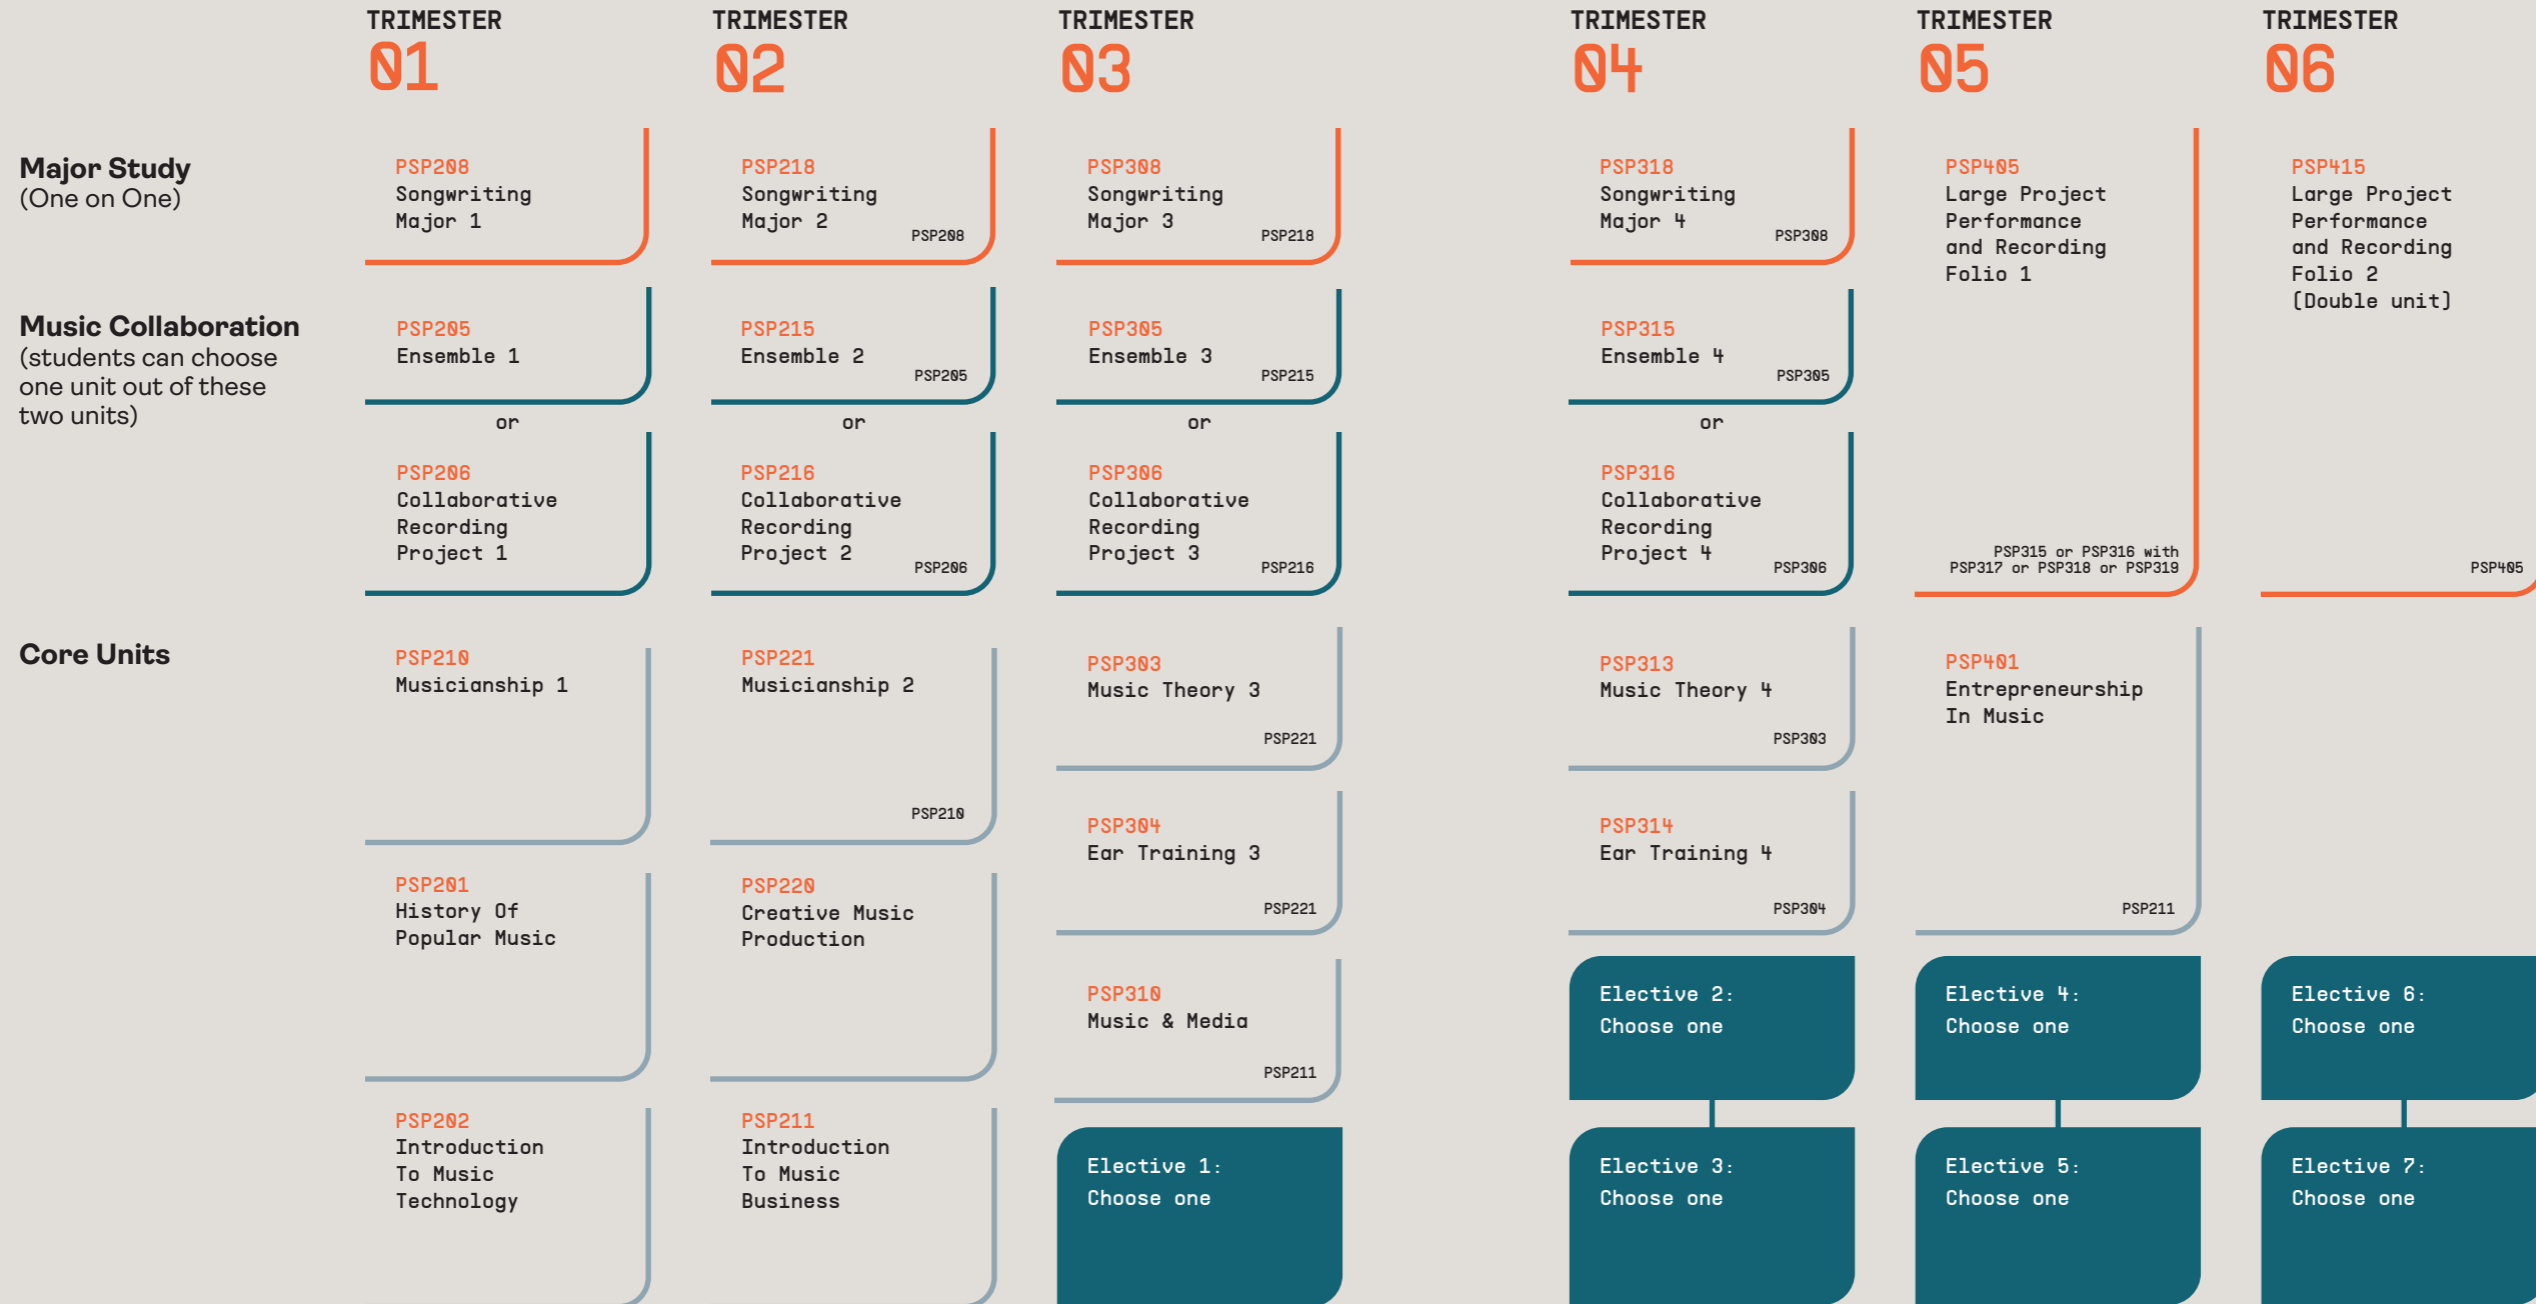 TRIMESTER
01
TRIMESTER
02
TRIMESTER
03
TRIMESTER
04
TRIMESTER
05
TRIMESTER
06
Major Study
(One on One)
PSP208
Songwriting
Major 1
PSP218
Songwriting
Major 2
PSP208
PSP308
Songwriting
Major 3
PSP218
PSP318
Songwriting
Major 4
PSP308
PSP405
Large Project
Performance
and Recording
Folio 1
PSP315 or PSP316 with
PSP317 or PSP318 or PSP319
PSP415
Large Project
Performance
and Recording
Folio 2
(Double unit)
PSP405
Music Collaboration
(students can choose
one unit out of these
two units)
PSP205
Ensemble 1
or
PSP206
Collaborative
Recording
Project 1
PSP215
Ensemble 2
PSP205
or
PSP216
Collaborative
Recording
Project 2
PSP206
PSP305
Ensemble 3
PSP215
or
PSP306
Collaborative
Recording
Project 3
PSP216
PSP315
Ensemble 4
PSP305
or
PSP316
Collaborative
Recording
Project 4
PSP306
Core Units
PSP210
Musicianship 1
PSP201
History Of
Popular Music
PSP202
Introduction
To Music
Technology
PSP221
Musicianship 2
PSP210
PSP220
Creative Music
Production
PSP211
Introduction
To Music
Business
PSP303
Music Theory 3
PSP221
PSP304
Ear Training 3
PSP221
PSP310
Music & Media
PSP211
Elective 1:
Choose one
PSP313
Music Theory 4
PSP303
PSP314
Ear Training 4
PSP304
Elective 2:
Choose one
Elective 3:
Choose one
PSP401
Entrepreneurship
In Music
PSP211
Elective 4:
Choose one
Elective 5:
Choose one
Elective 6:
Choose one
Elective 7:
Choose one